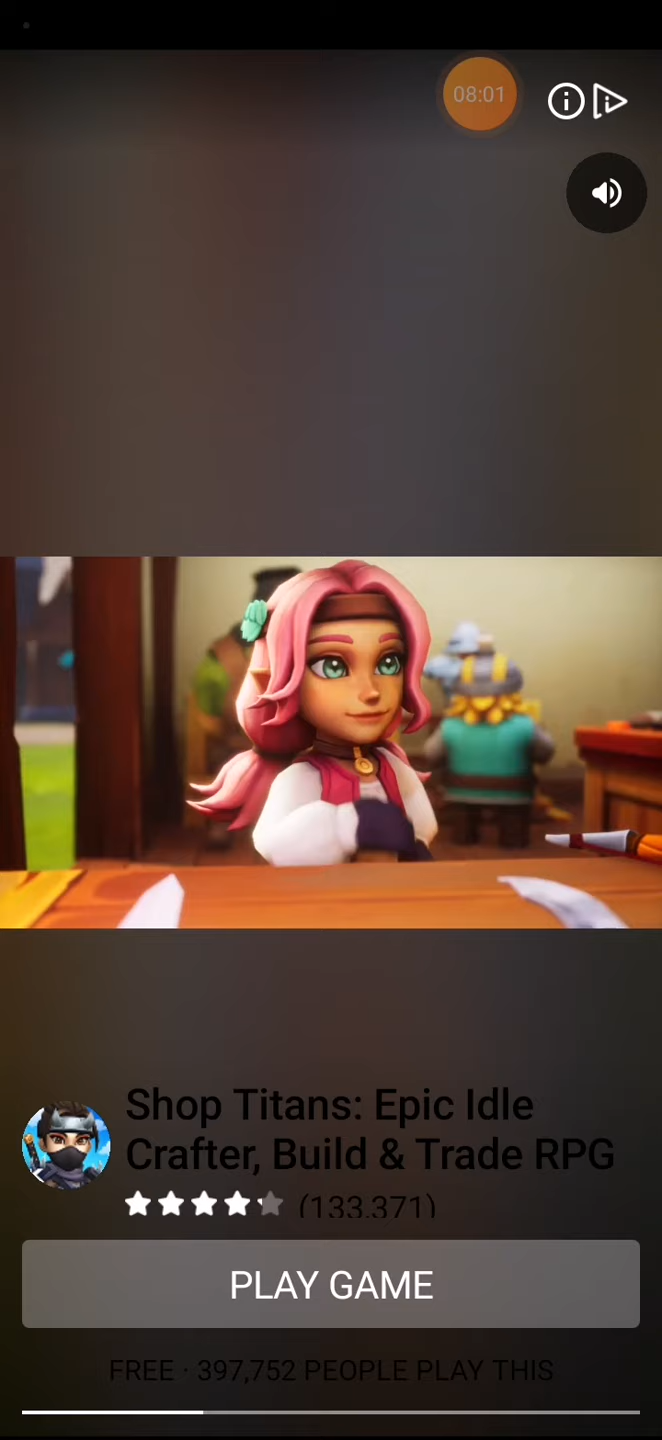 08:01
Shop Titans: Epic Idle
Crafter, Build & Trade RPG
(133,371)
PLAY GAME
FREE · 397,752 PEOPLE PLAY THIS